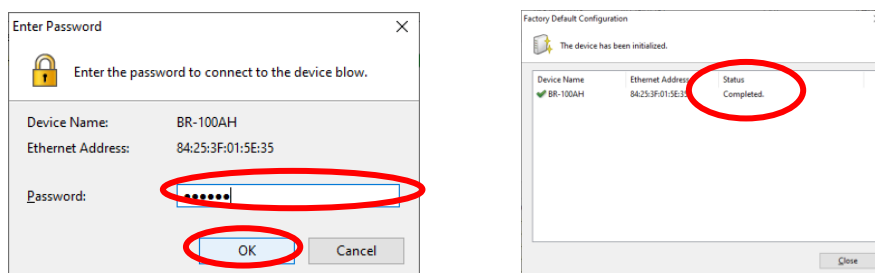 Enter Password
Enter the password to connect to the device blow.
Device Name: BR-100AH
Ethernet Address: 84:25:3F:01:5E:35
Password: ••••••
OK Cancel
Factory Default Configuration
The device has been initialized.
Device Name Ethernet Address Status
BR-100AH 84:25:3F:01:5E:35 Completed.
Close